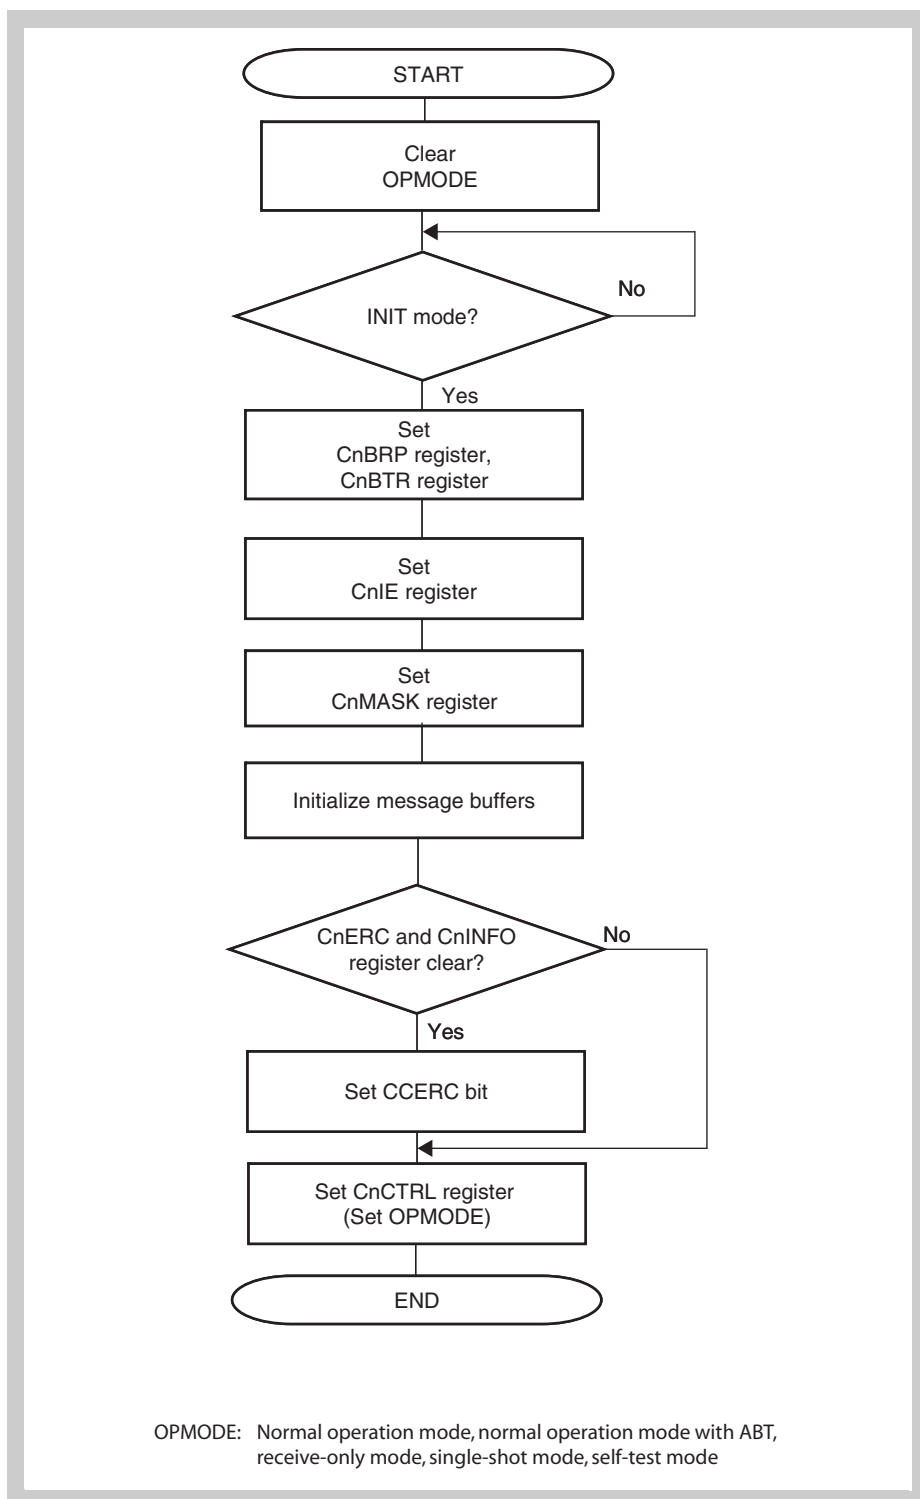 START
Clear
OPMODE
INIT mode?
No
Yes
Set
CnBRP register,
CnBTR register
Set
CnIE register
Set
CnMASK register
Initialize message buffers
CnERC and CnINFO
register clear?
No
Yes
Set CCERC bit
Set CnCTRL register
(Set OPMODE)
END
OPMODE: Normal operation mode, normal operation mode with ABT,
receive-only mode, single-shot mode, self-test mode